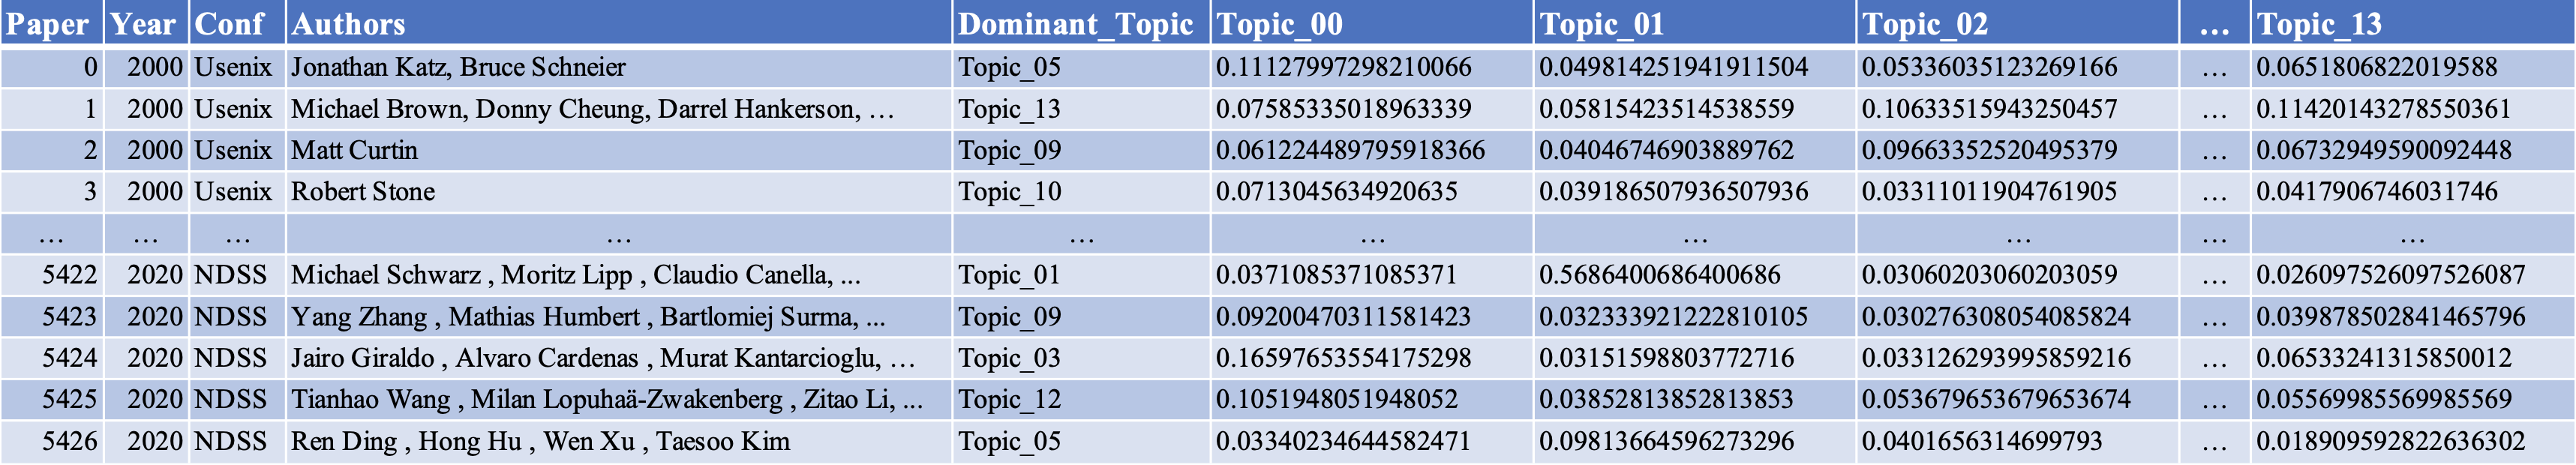 Paper Year Conf Authors Dominant_Topic Topic_00 Topic_01 Topic_02 … Topic_13
0 2000 Usenix Jonathan Katz, Bruce Schneier Topic_05 0.11127997298210066 0.049814251941911504 0.05336035123269166 … 0.0651806822019588
1 2000 Usenix Michael Brown, Donny Cheung, Darrel Hankerson, … Topic_13 0.07585335018963339 0.05815423514538559 0.10633515943250457 … 0.11420143278550361
2 2000 Usenix Matt Curtin Topic_09 0.061224489795918366 0.04046746903889762 0.09663352520495379 … 0.06732949590092448
3 2000 Usenix Robert Stone Topic_10 0.0713045634920635 0.039186507936507936 0.03311011904761905 … 0.0417906746031746
… … … … … … … … … …
5422 2020 NDSS Michael Schwarz , Moritz Lipp , Claudio Canella, ... Topic_01 0.0371085371085371 0.5686400686400686 0.03060203060203059 … 0.026097526097526087
5423 2020 NDSS Yang Zhang , Mathias Humbert , Bartlomiej Surma, ... Topic_09 0.09200470311581423 0.032333921222810105 0.030276308054085824 … 0.039878502841465796
5424 2020 NDSS Jairo Giraldo , Alvaro Cardenas , Murat Kantarcioglu, … Topic_03 0.16597653554175298 0.03151598803772716 0.033126293995859216 … 0.06533241315850012
5425 2020 NDSS Tianhao Wang , Milan Lopuhaä-Zwakenberg , Zitao Li, ... Topic_12 0.1051948051948052 0.03852813852813853 0.053679653679653674 … 0.05569985569985569
5426 2020 NDSS Ren Ding , Hong Hu , Wen Xu , Taesoo Kim Topic_05 0.03340234644582471 0.09813664596273296 0.0401656314699793 … 0.018909592822636302